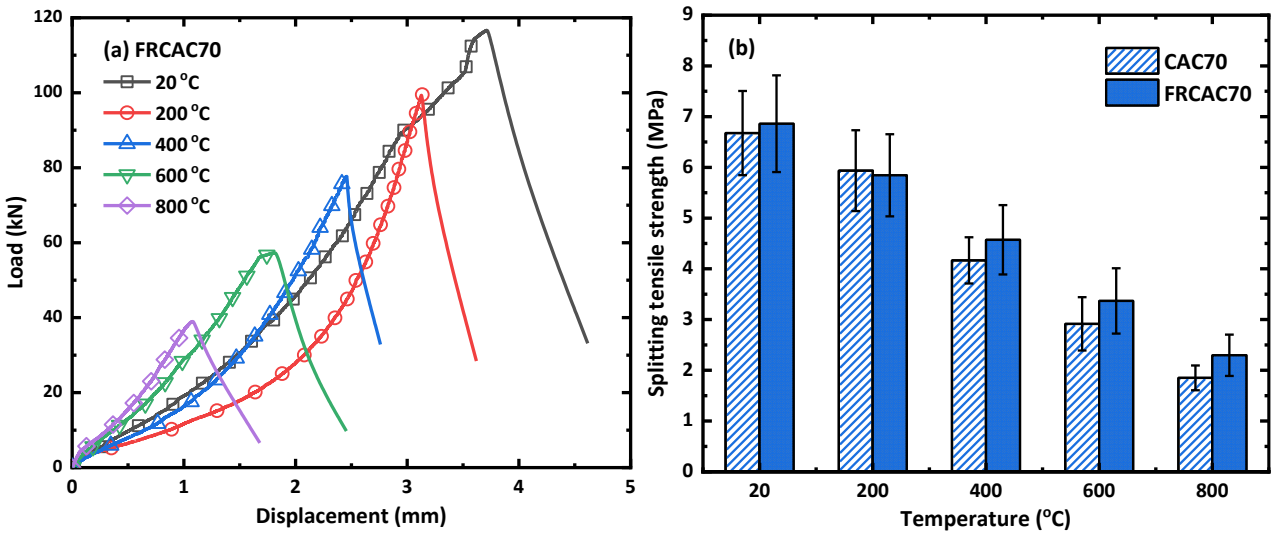 (a) FRCAC70
20 °C
200 °C
400 °C
600 °C
800 °C
120
100
80
60
40
20
0
Load (kN)
0 1 2 3 4 5
Displacement (mm)
(b)
CAC70
FRCAC70
9
8
7
6
5
4
3
2
1
0
Splitting tensile strength (MPa)
20 200 400 600 800
Temperature (°C)